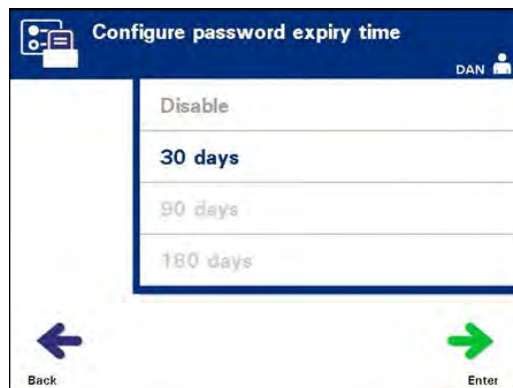 Configure password expiry time
DAN
Disable
30 days
90 days
180 days
Back
Enter